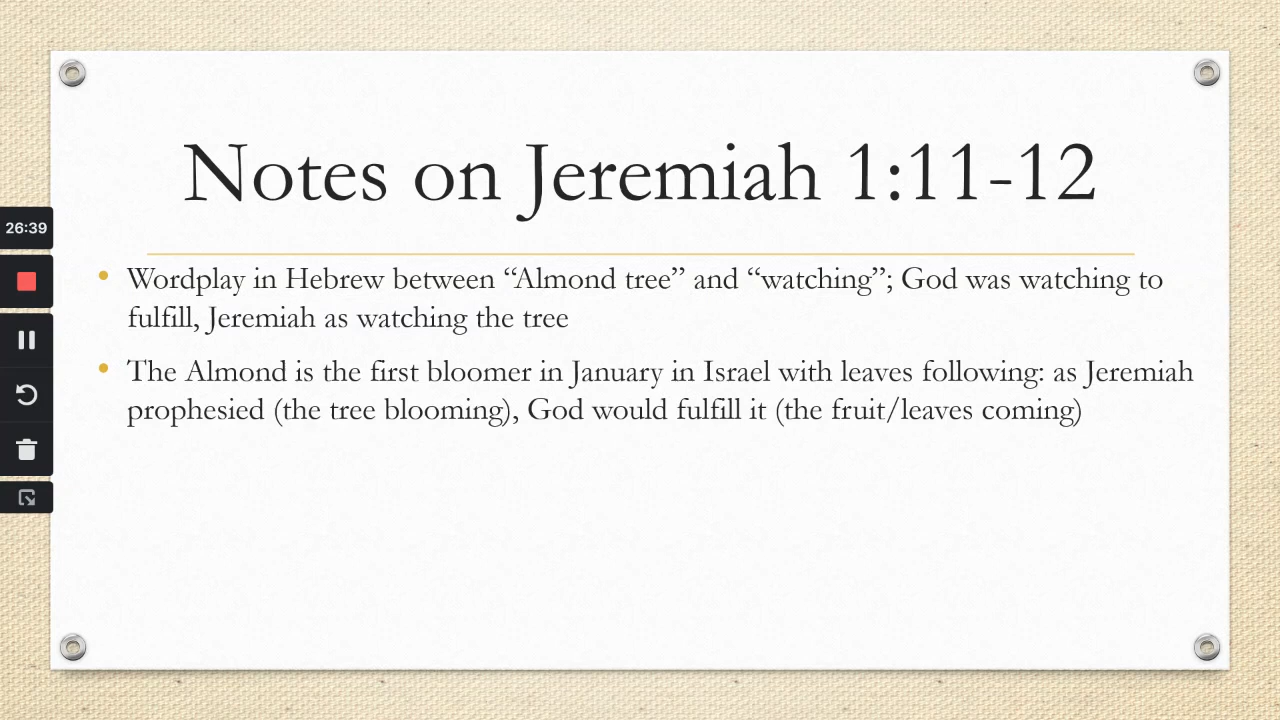 Notes on Jeremiah 1:11-12
26:39
Wordplay in Hebrew between “Almond tree” and “watching”; God was watching to
fulfill, Jeremiah as watching the tree
The Almond is the first bloomer in January in Israel with leaves following: as Jeremiah
prophesied (the tree blooming), God would fulfill it (the fruit/leaves coming)